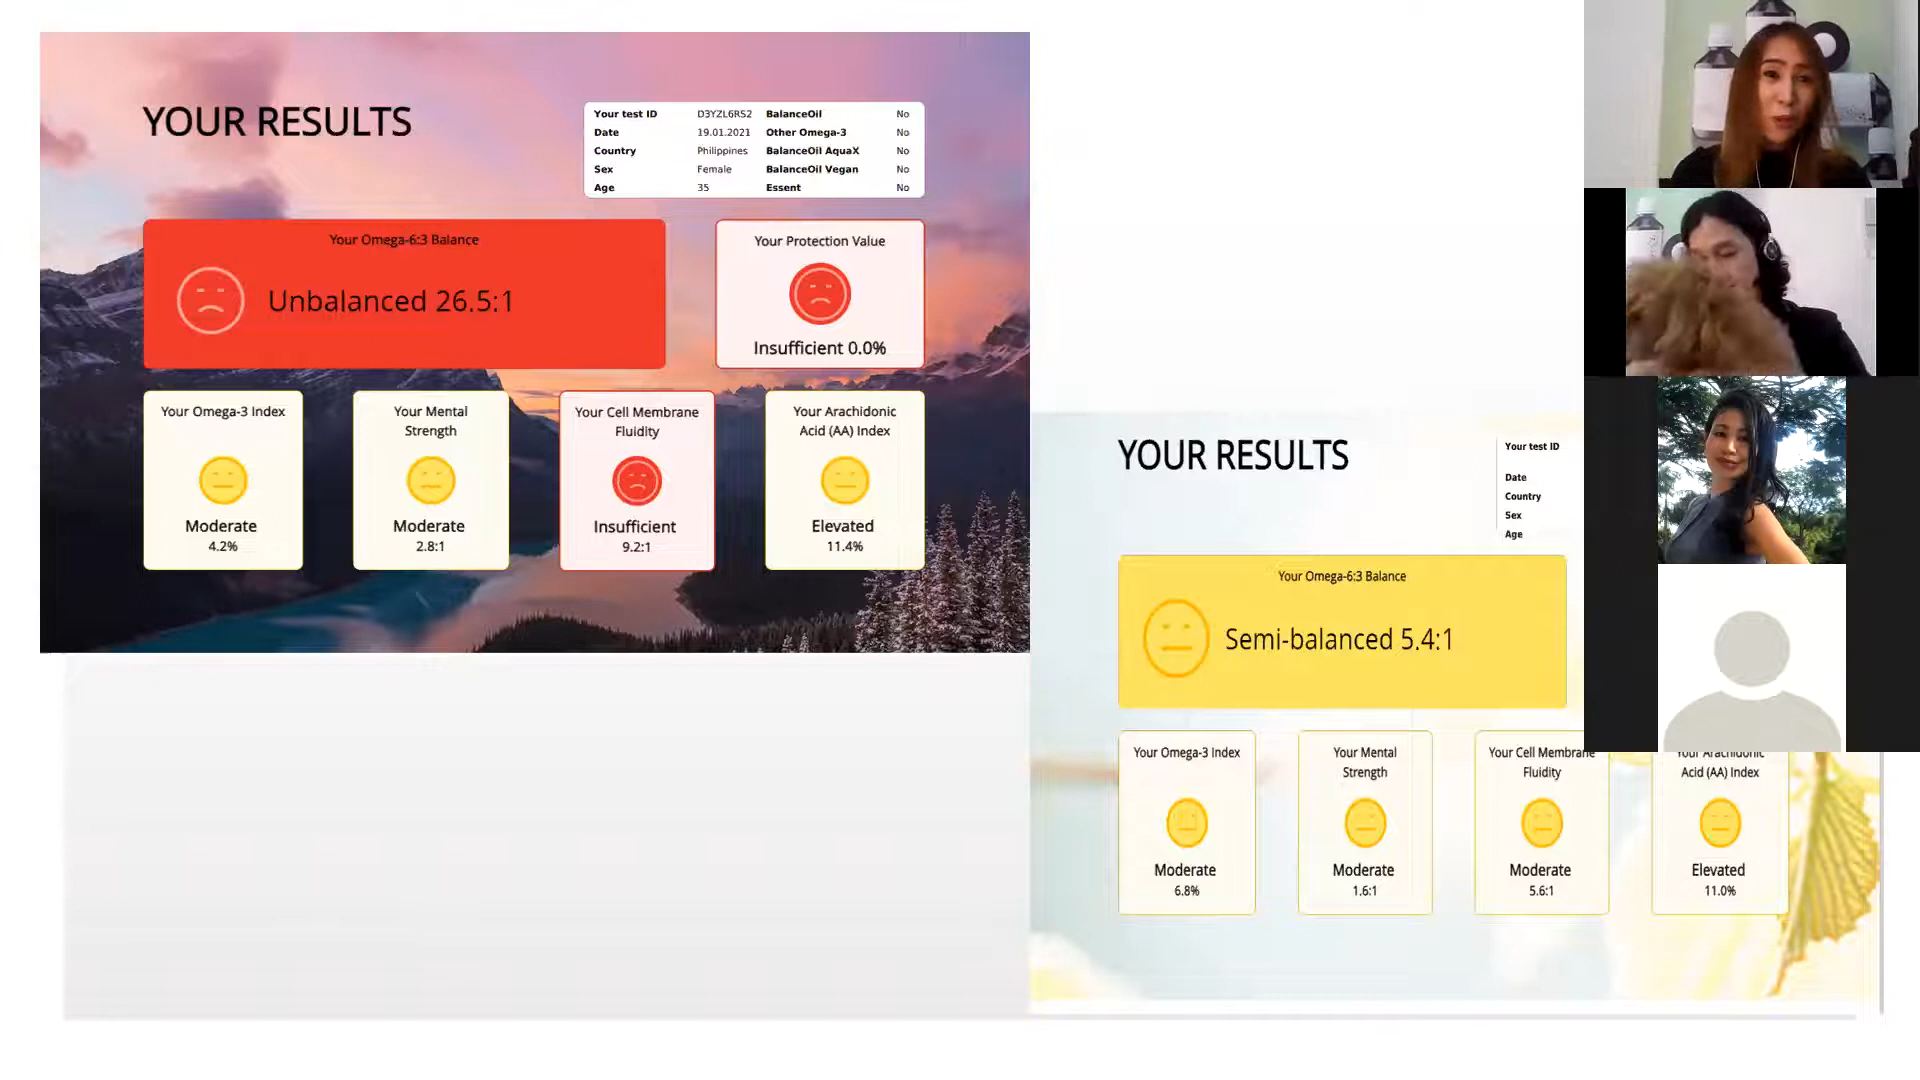 YOUR RESULTS
Your test ID D3YZL6RS2 BalanceOil No
Date 19.01.2021 Other Omega-3 No
Country Philippines BalanceOil AquaX No
Sex Female BalanceOil Vegan No
Age 35 Essent No
Your Omega-6:3 Balance
Unbalanced 26.5:1
Your Protection Value
Insufficient 0.0%
Your Omega-3 Index
Moderate
4.2%
Your Mental
Strength
Moderate
2.8:1
Your Cell Membrane
Fluidity
Insufficient
9.2:1
Your Arachidonic
Acid (AA) Index
Elevated
11.4%
YOUR RESULTS
Your test ID
Date
Country
Sex
Age
Your Omega-6:3 Balance
Semi-balanced 5.4:1
Your Omega-3 Index
Moderate
6.8%
Your Mental
Strength
Moderate
1.6:1
Your Cell Membrane
Fluidity
Moderate
5.6:1
Your Arachidonic
Acid (AA) Index
Elevated
11.0%